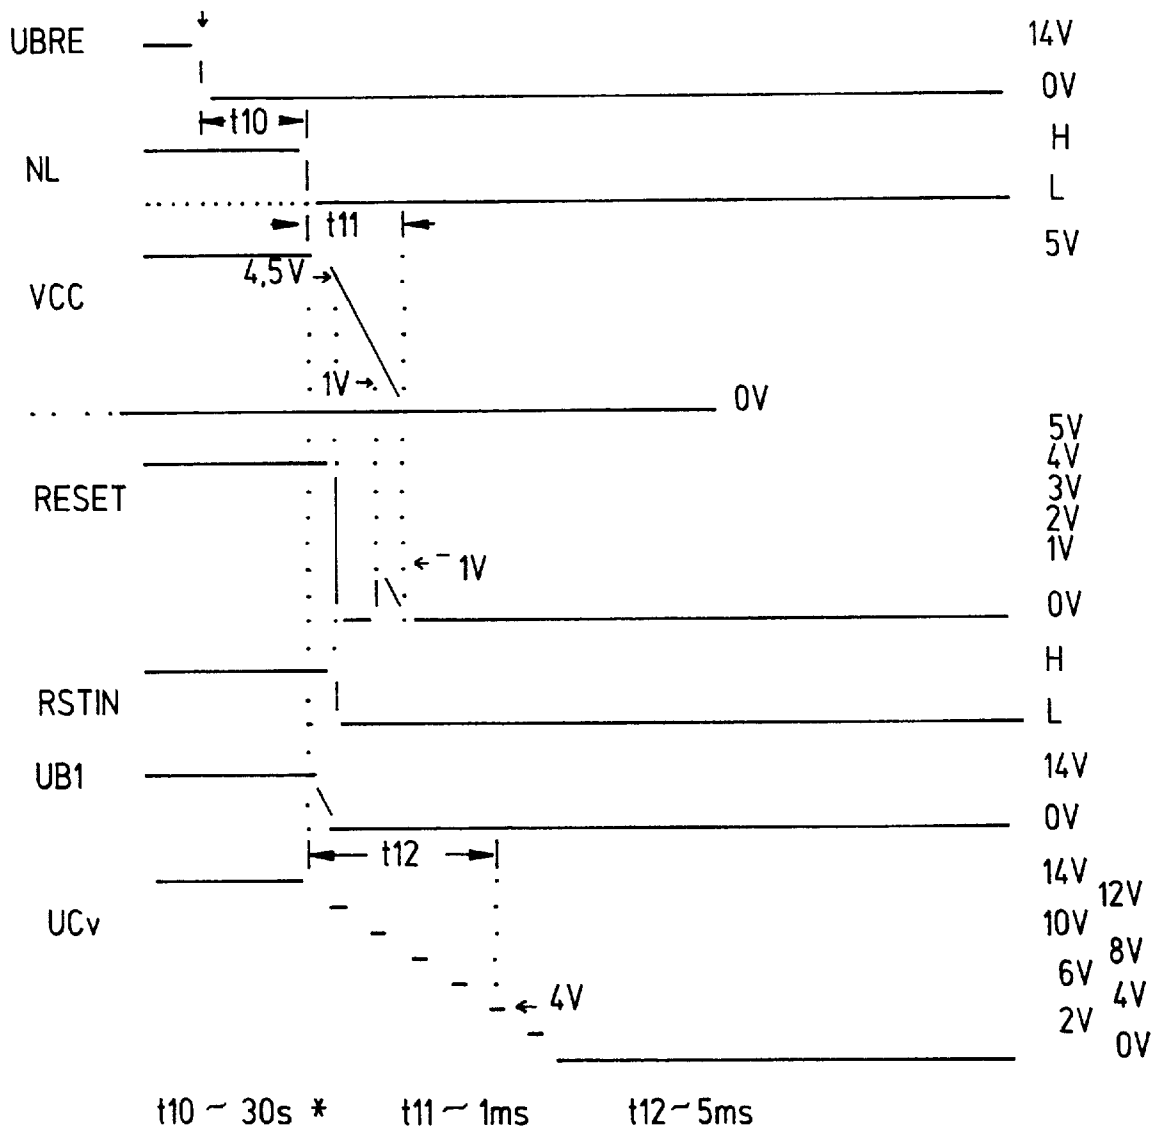 UBRE
14V
0V
t10
H
NL
L
t11
5V
4,5V
VCC
1V
0V
5V
4V
RESET
3V
2V
1V
1V
0V
H
RSTIN
L
UB1
14V
0V
t12
14V
12V
UCv
10V
8V
6V
4V
4V
2V
0V
t10 ~ 30s * t11 ~ 1ms t12 ~ 5ms